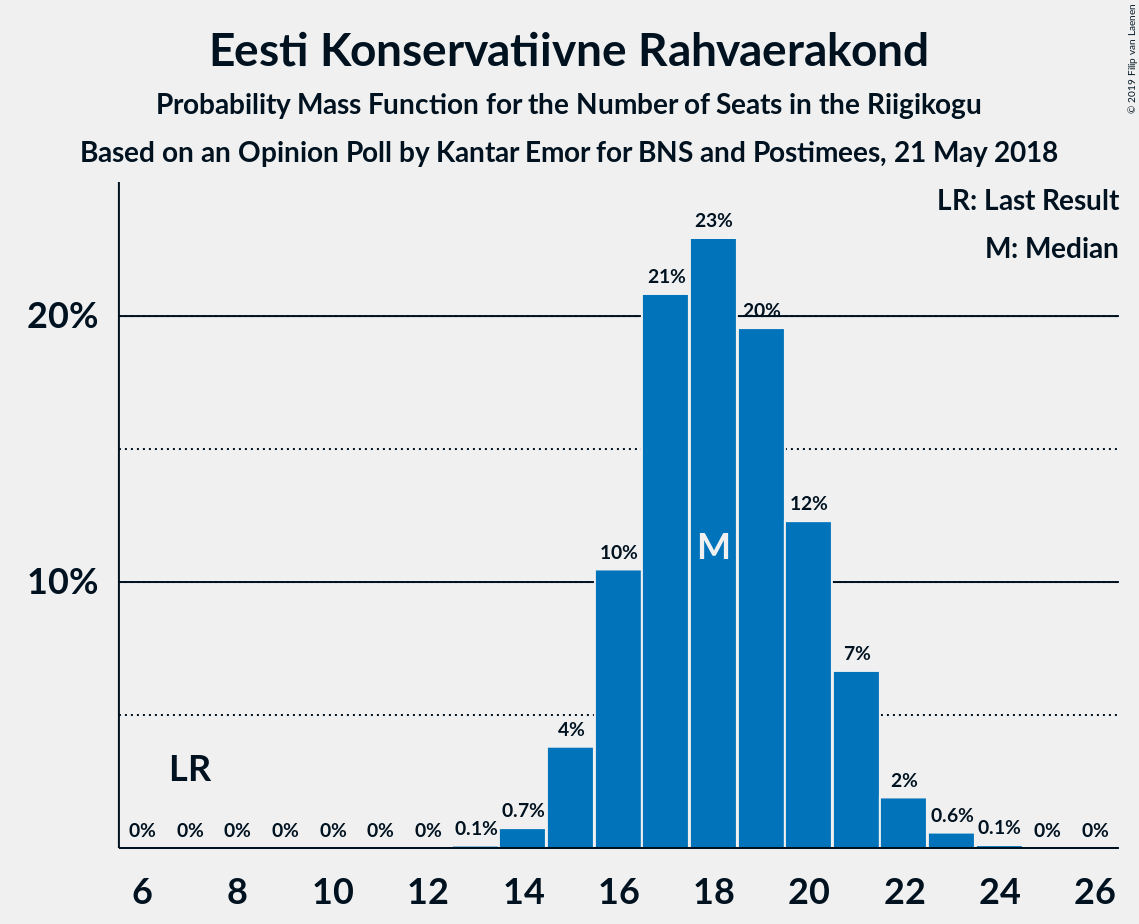 Eesti Konservatiivne Rahvaerakond
Probability Mass Function for the Number of Seats in the Riigikogu
Based on an Opinion Poll by Kantar Emor for BNS and Postimees, 21 May 2018
© 2019 Filip van Laenen
LR: Last Result
M: Median
20%
10%
0%
0%
0%
0%
0%
0%
0%
0.1%
0.7%
4%
10%
21%
23%
20%
12%
7%
2%
0.6%
0.1%
0%
0%
LR
M
6 8 10 12 14 16 18 20 22 24 26